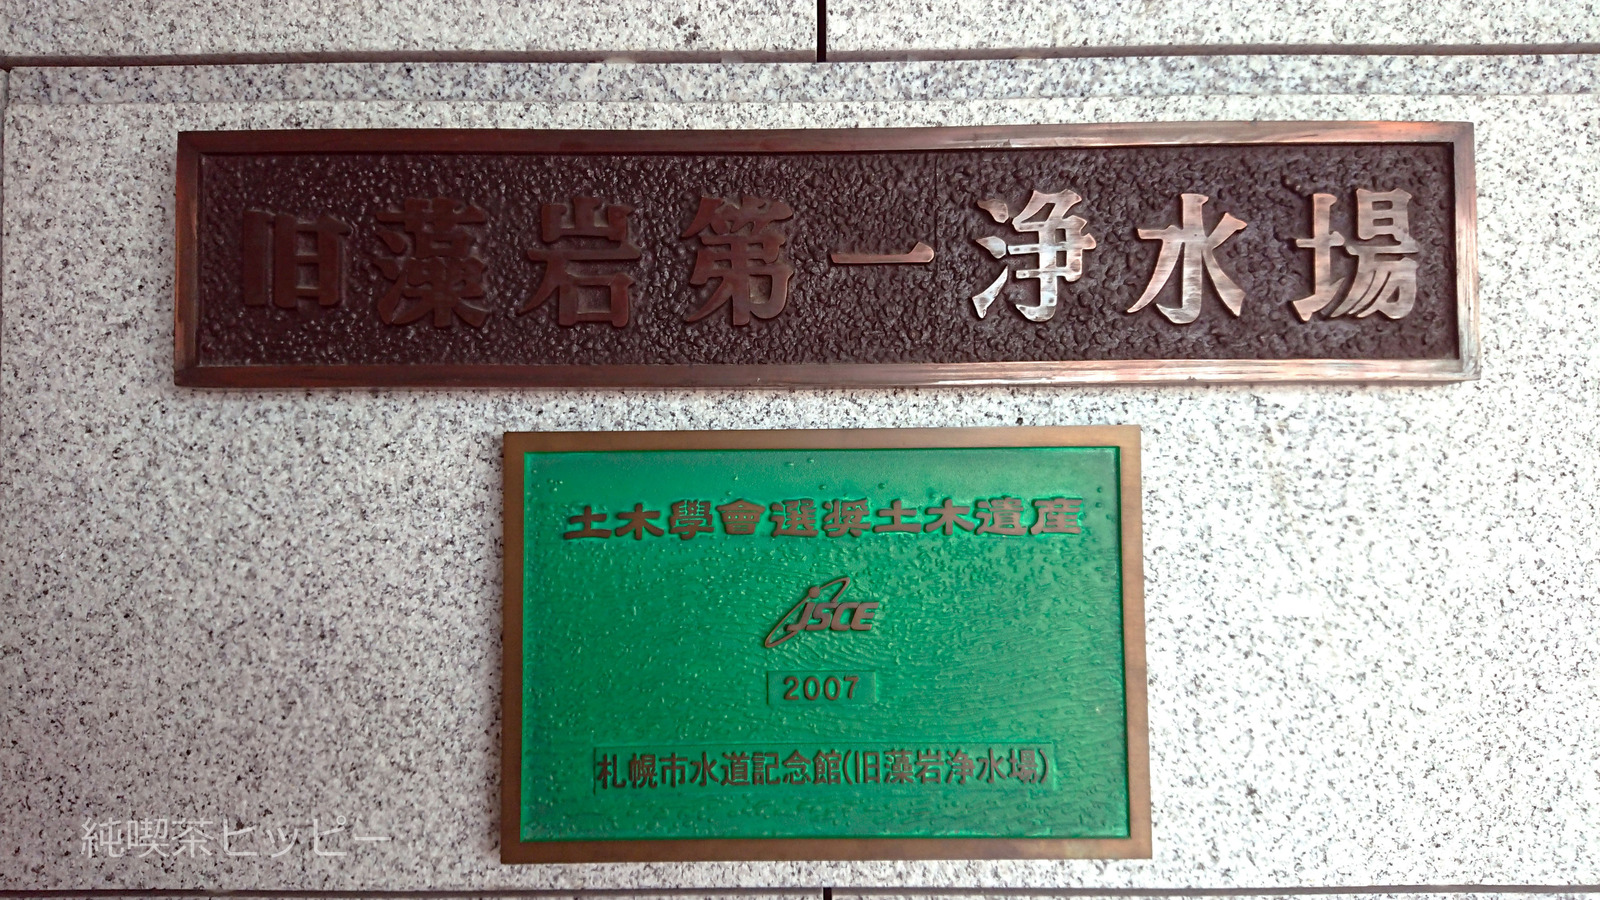 旧藻岩第一浄水場
土木學會選奨土木遺産
JSCE
2007
札幌市水道記念館(旧藻岩浄水場)
純喫茶ヒッピー